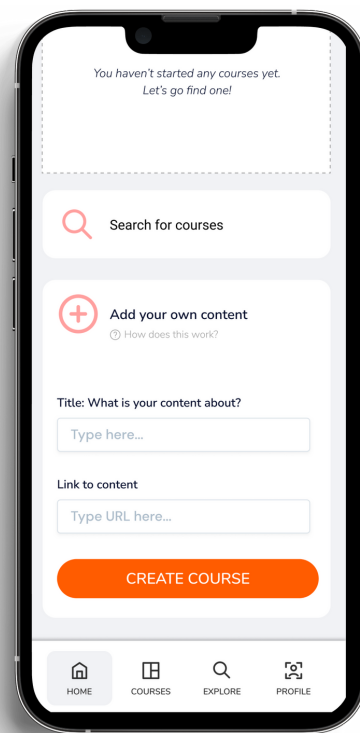 You haven't started any courses yet.
Let's go find one!
Search for courses
Add your own content
How does this work?
Title: What is your content about?
Type here...
Link to content
Type URL here...
CREATE COURSE
HOME COURSES EXPLORE PROFILE